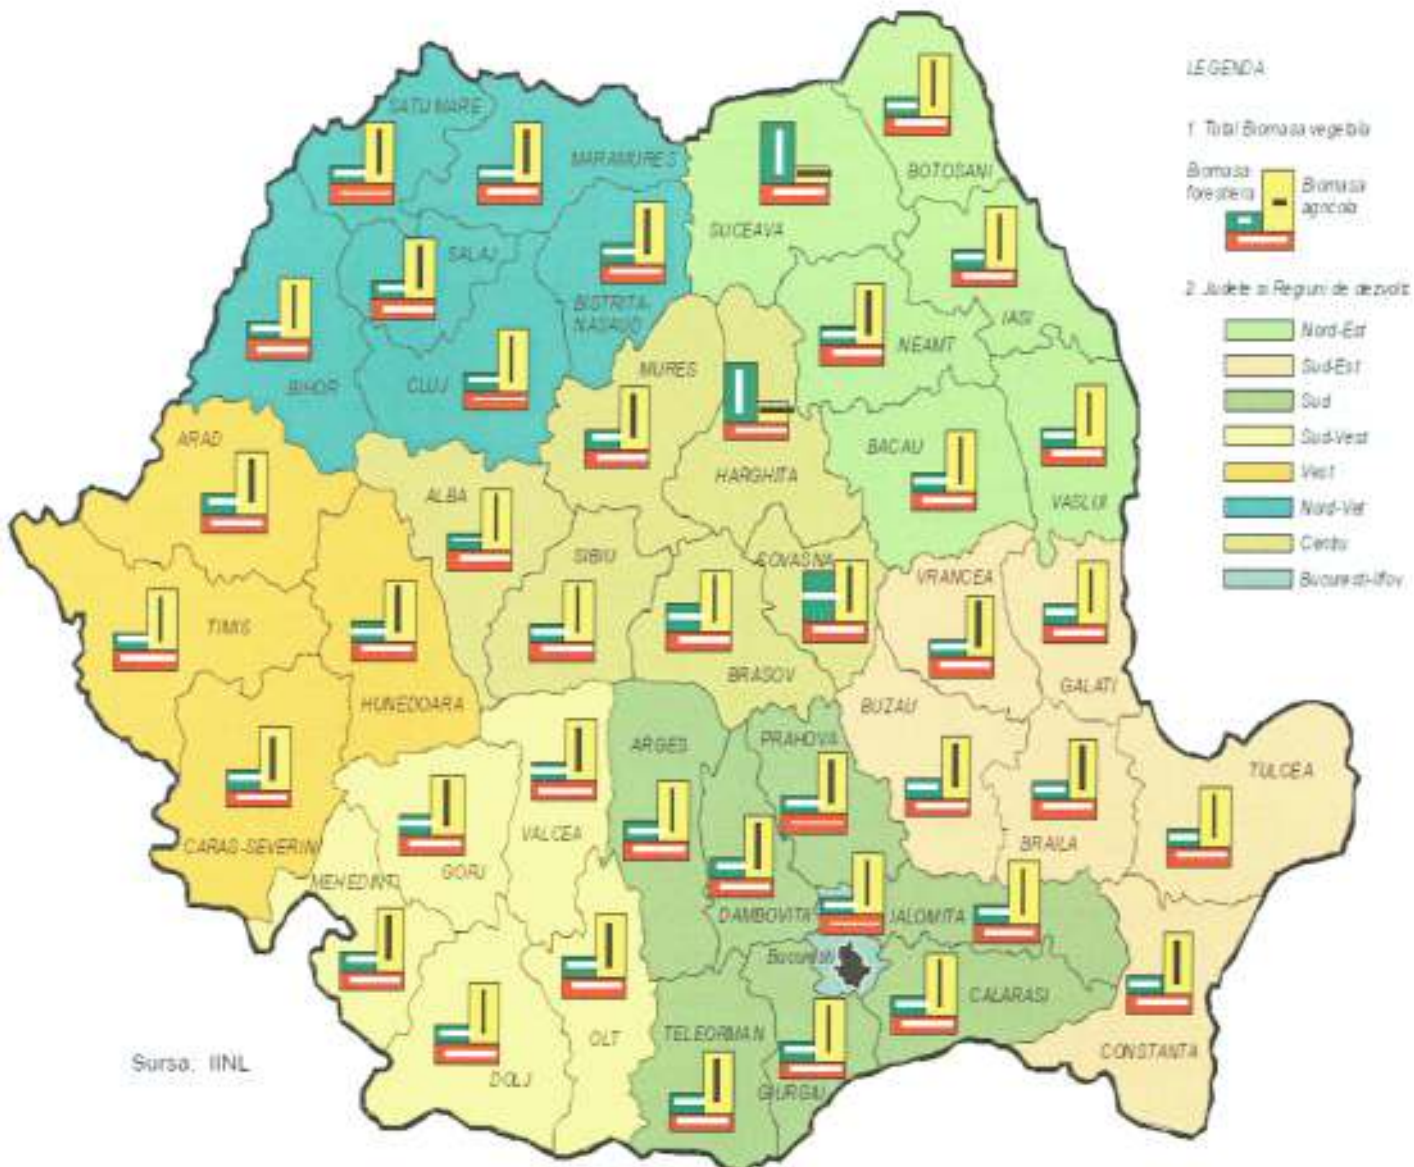 LEGENDA
1. Total Biomasa vegetala
Biomasa forestiera
Biomasa agricola
2. Judete si Regiuni de dezvolt
Nord-Est
Sud-Est
Sud
Sud-Vest
Vest
Nord-Vet
Centru
Bucuresti-Ilfov
SATU MARE
MARAMURES
BOTOSANI
SUCEAVA
SALAJ
BISTRITA-
NASAUD
IASI
NEAMT
BIHOR
CLUJ
MURES
ARAD
BACAU
HARGHITA
ALBA
VASLUI
SIBIU
COVASNA
VRANCEA
TIMIS
BRASOV
GALATI
HUNEDOARA
BUZAU
ARGES
PRAHOVA
TULCEA
VALCEA
CARAS-SEVERIN
BRAILA
GORJ
MEHEDINTI
DAMBOVITA
IALOMITA
Bucuresti
CALARASI
OLT
TELEORMAN
CONSTANTA
DOLJ
GIURGIU
Sursa: IINL